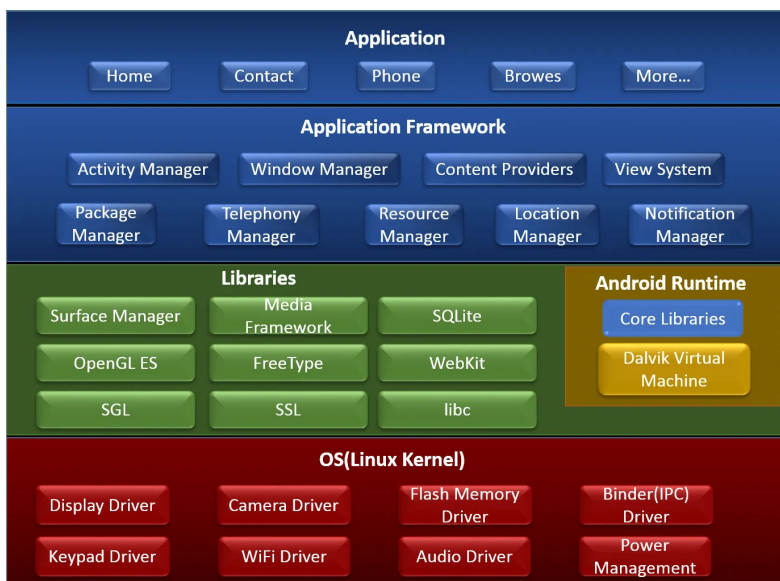 Application
Home Contact Phone Browes More...
Application Framework
Activity Manager Window Manager Content Providers View System
Package Manager
Telephony Manager
Resource Manager
Location Manager
Notification Manager
Libraries
Surface Manager
Media Framework
SQLite
OpenGL ES FreeType WebKit
SGL SSL libc
Android Runtime
Core Libraries
Dalvik Virtual
Machine
OS(Linux Kernel)
Display Driver Camera Driver
Flash Memory
Driver
Binder(IPC)
Driver
Keypad Driver WiFi Driver Audio Driver
Power
Management